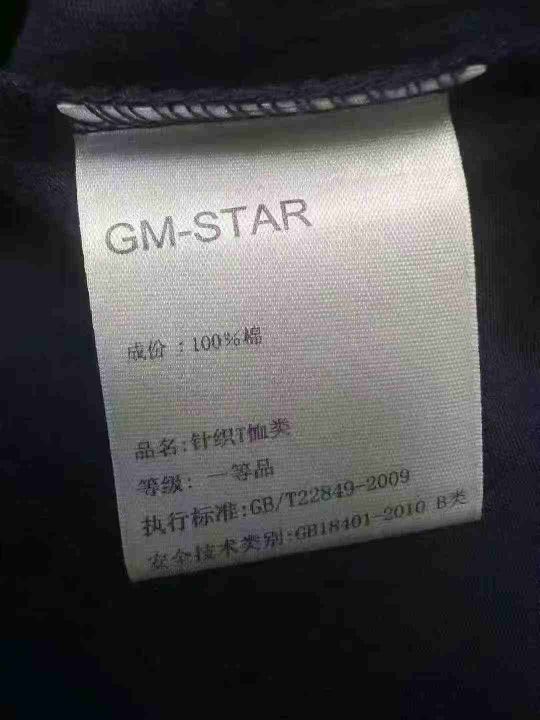 GM-STAR
成份：100%棉
品名:针织T恤类
等级: 一等品
执行标准:GB/T22849-2009
安全技术类别:GB18401-2010 B类